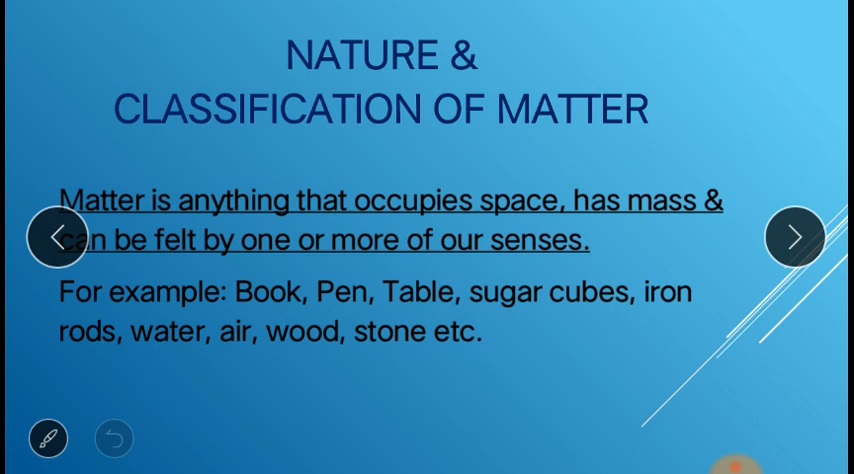 NATURE &
CLASSIFICATION OF MATTER
Matter is anything that occupies space, has mass &
can be felt by one or more of our senses.
For example: Book, Pen, Table, sugar cubes, iron
rods, water, air, wood, stone etc.